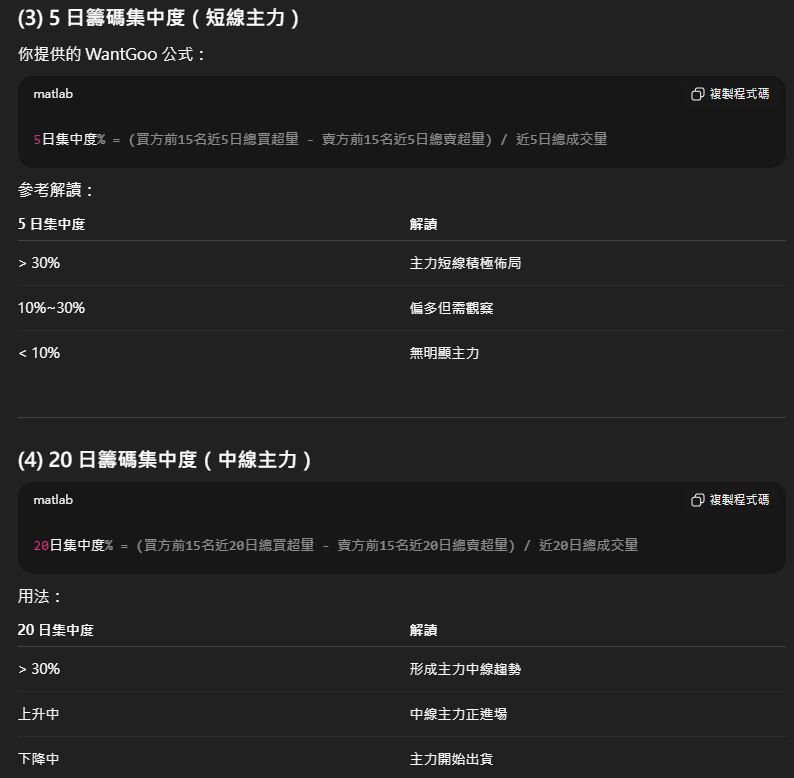 (3) 5 日籌碼集中度（短線主力）
你提供的 WantGoo 公式：
matlab 複製程式碼
5日集中度% = (買方前15名近5日總買超量 - 賣方前15名近5日總賣超量) / 近5日總成交量
參考解讀：
5 日集中度 解讀
> 30% 主力短線積極佈局
10%~30% 偏多但需觀察
< 10% 無明顯主力
(4) 20 日籌碼集中度（中線主力）
matlab 複製程式碼
20日集中度% = (買方前15名近20日總買超量 - 賣方前15名近20日總賣超量) / 近20日總成交量
用法：
20 日集中度 解讀
> 30% 形成主力中線趨勢
上升中 中線主力正進場
下降中 主力開始出貨